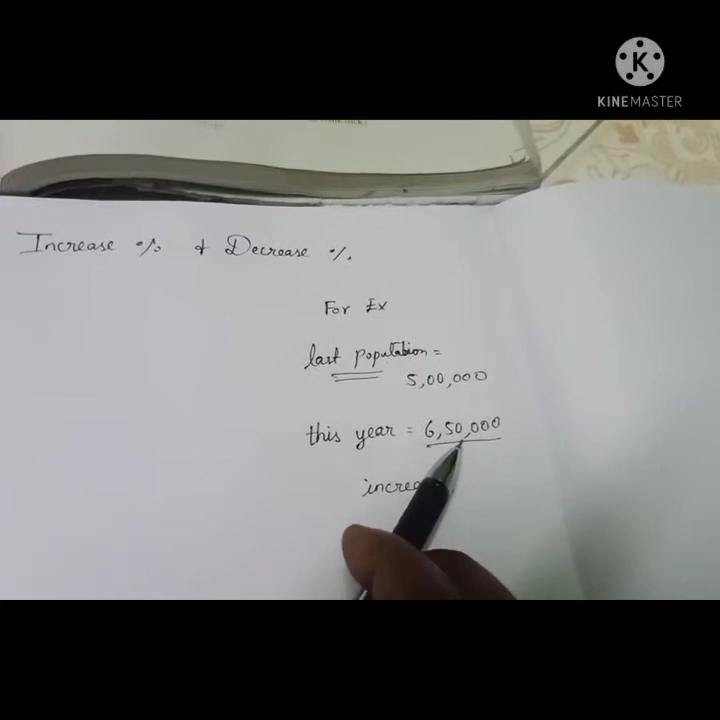 KINEMASTER
Increase % & Decrease %.
For Ex
last population =
5,00,000
this year = 6,50,000